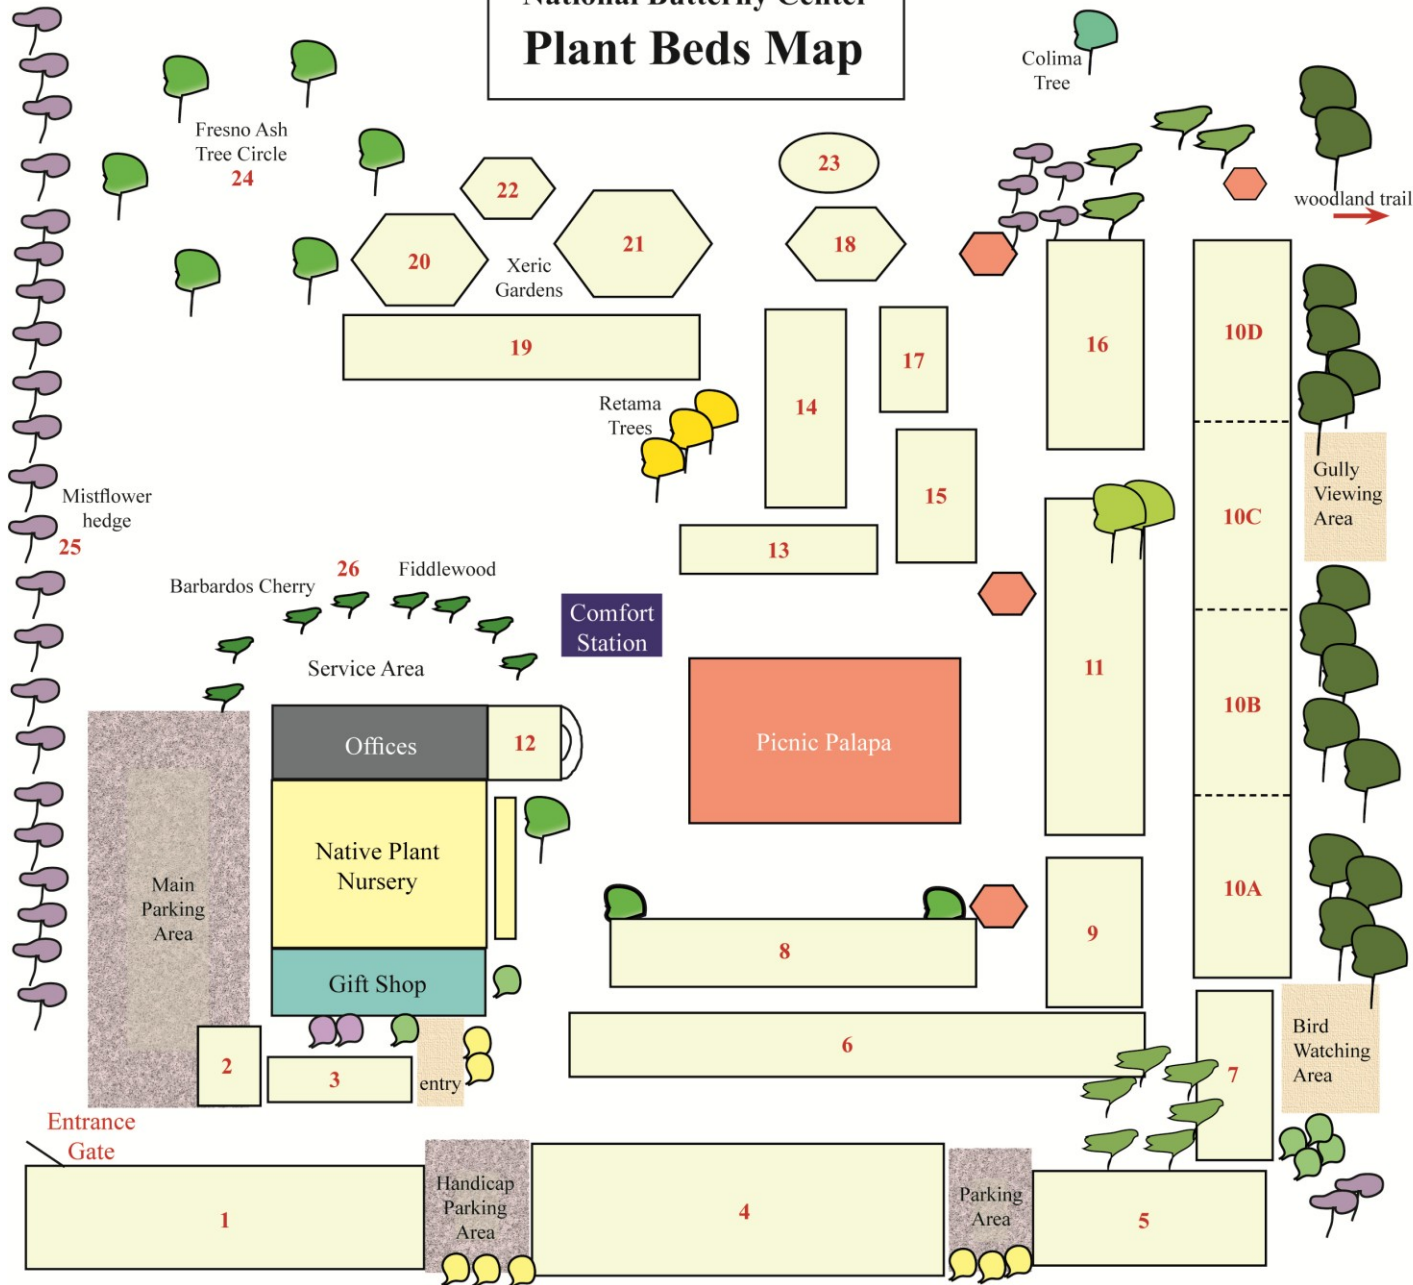 National Butterfly Center
Plant Beds Map
Colima
Tree
Fresno Ash
Tree Circle
24
23
22
woodland trail
20
21
18
Xeric
Gardens
19
14
17
16
10D
Retama
Trees
15
10C
Gully
Viewing
Area
Mistflower
hedge
25
13
Barbardos Cherry
26
Fiddlewood
Comfort
Station
Service Area
11
10B
Offices
12
Picnic Palapa
Native Plant
Nursery
Main
Parking
Area
10A
9
8
Gift Shop
6
7
Bird
Watching
Area
2
3
entry
Entrance
Gate
1
Handicap
Parking
Area
4
Parking
Area
5